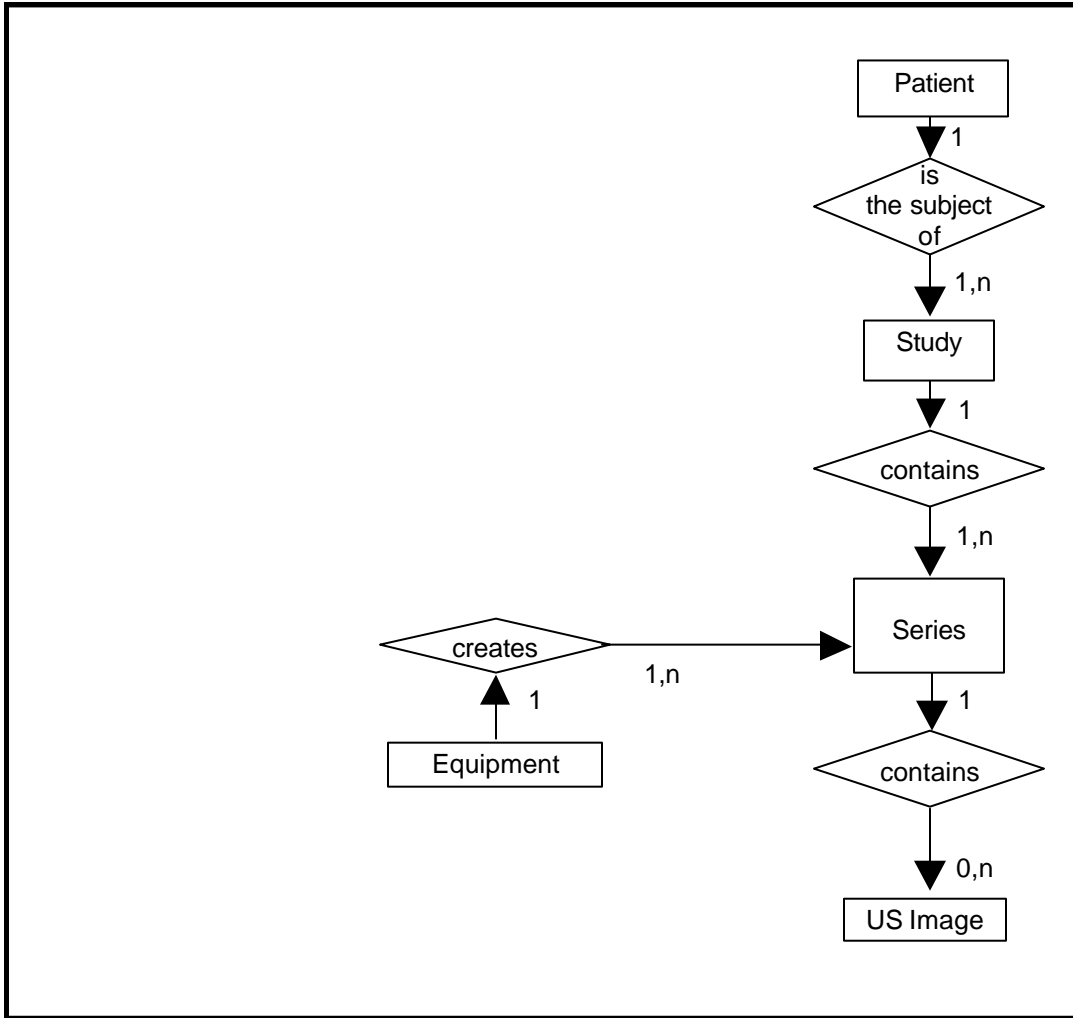 Patient
1
is
the subject
of
1,n
Study
1
contains
1,n
Series
creates
1,n
1
1
Equipment
contains
0,n
US Image